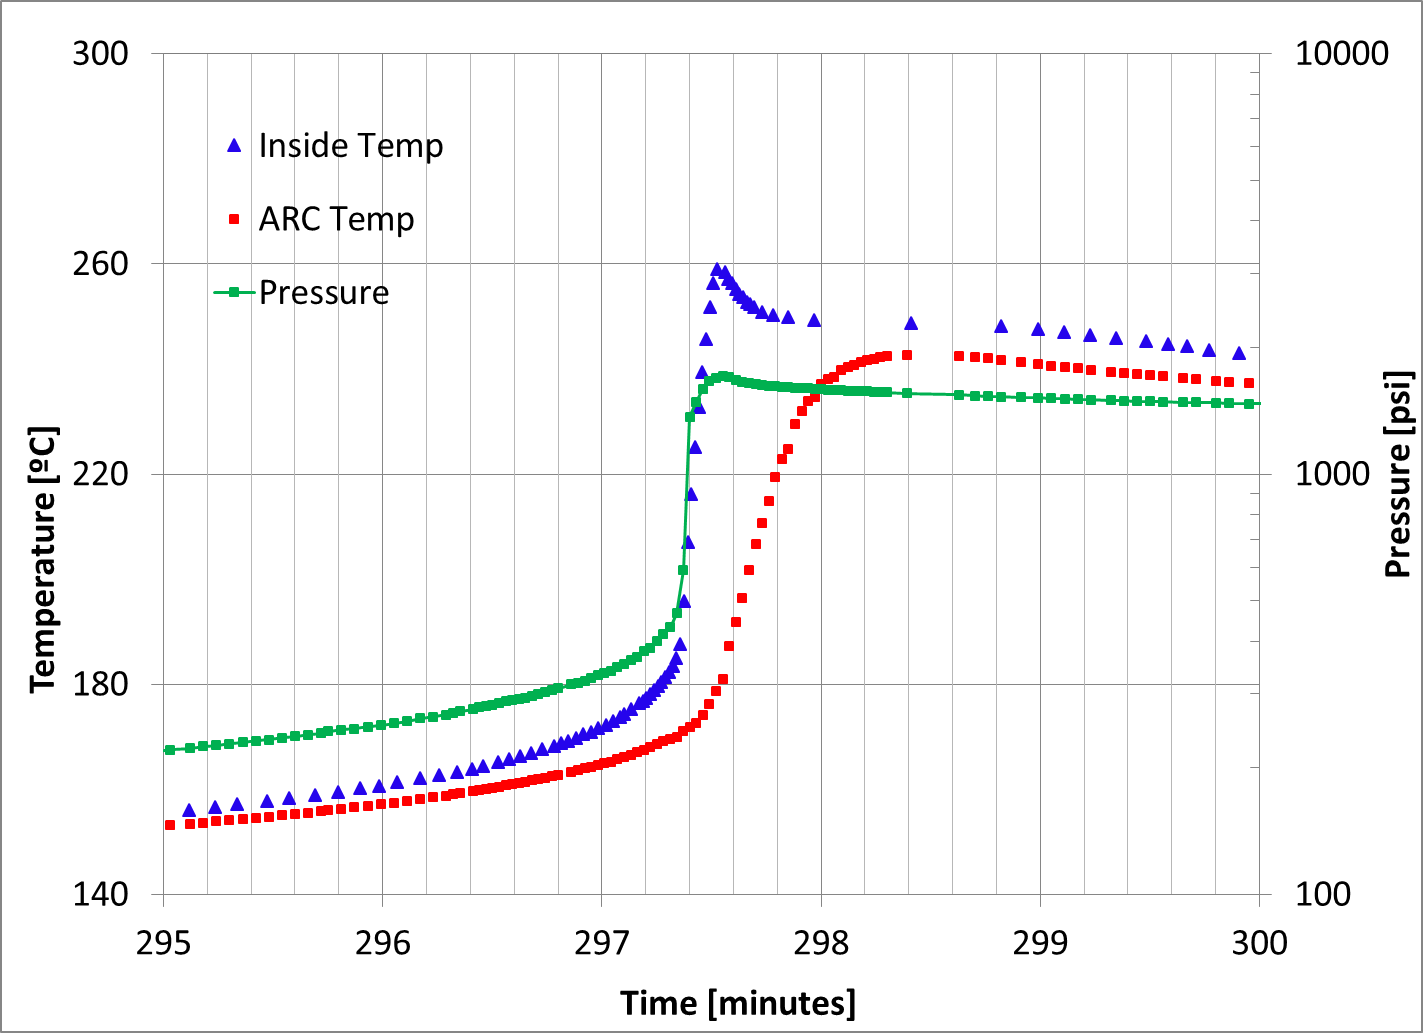 300
260
220
180
140
Temperature [ºC]
Inside Temp
ARC Temp
Pressure
10000
1000
100
Pressure [psi]
295 296 297 298 299 300
Time [minutes]